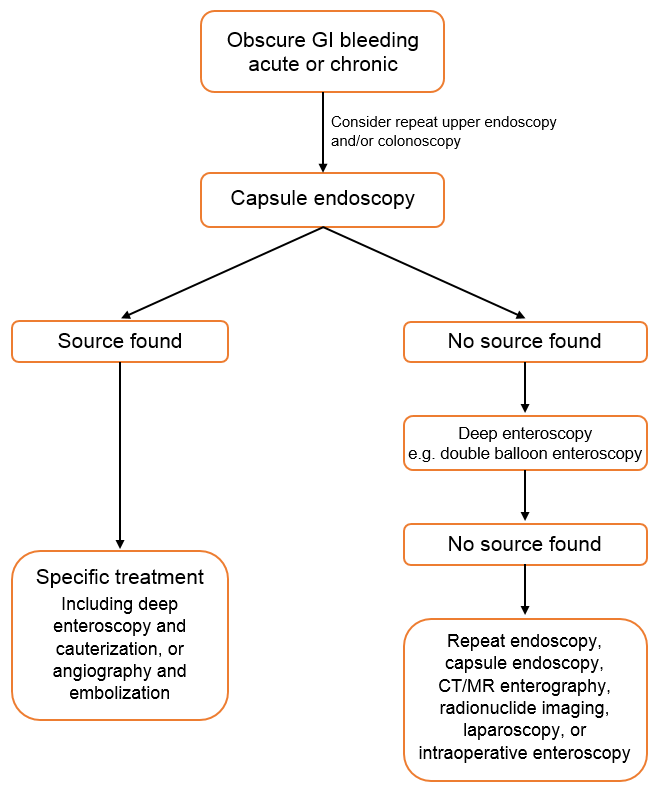 Obscure GI bleeding
acute or chronic
Consider repeat upper endoscopy
and/or colonoscopy
Capsule endoscopy
Source found
No source found
Deep enteroscopy
e.g. double balloon enteroscopy
No source found
Specific treatment
Including deep
enteroscopy and
cauterization, or
angiography and
embolization
Repeat endoscopy,
capsule endoscopy,
CT/MR enterography,
radionuclide imaging,
laparoscopy, or
intraoperative enteroscopy